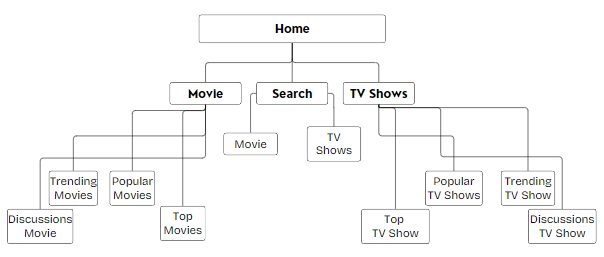 Home
Movie
Search
TV Shows
Movie
TV
Shows
Trending
Movies
Popular
Movies
Popular
TV Shows
Trending
TV Show
Discussions
Movie
Top
Movies
Top
TV Show
Discussions
TV Show